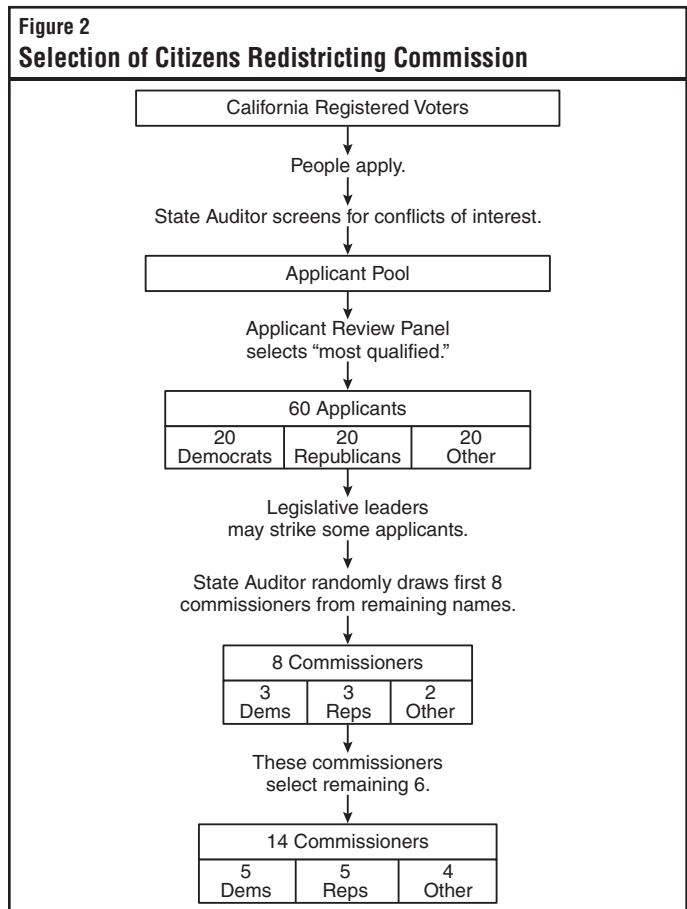 Figure 2
Selection of Citizens Redistricting Commission
California Registered Voters
People apply.
State Auditor screens for conflicts of interest.
Applicant Pool
Applicant Review Panel
selects “most qualified.”
60 Applicants
20 Democrats
20 Republicans
20 Other
Legislative leaders
may strike some applicants.
State Auditor randomly draws first 8
commissioners from remaining names.
8 Commissioners
3 Dems
3 Reps
2 Other
These commissioners
select remaining 6.
14 Commissioners
5 Dems
5 Reps
4 Other